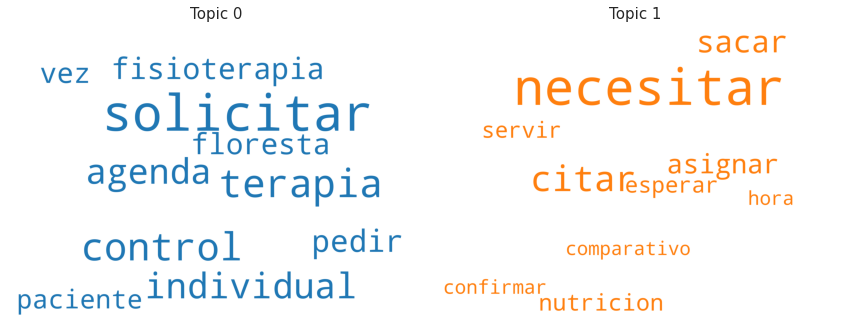 Topic 0
vez
fisioterapia
solicitar
floresta
agenda
terapia
control
pedir
individual
paciente
Topic 1
sacar
necesitar
servir
asignar
citar
esperar
hora
comparativo
confirmar
nutricion